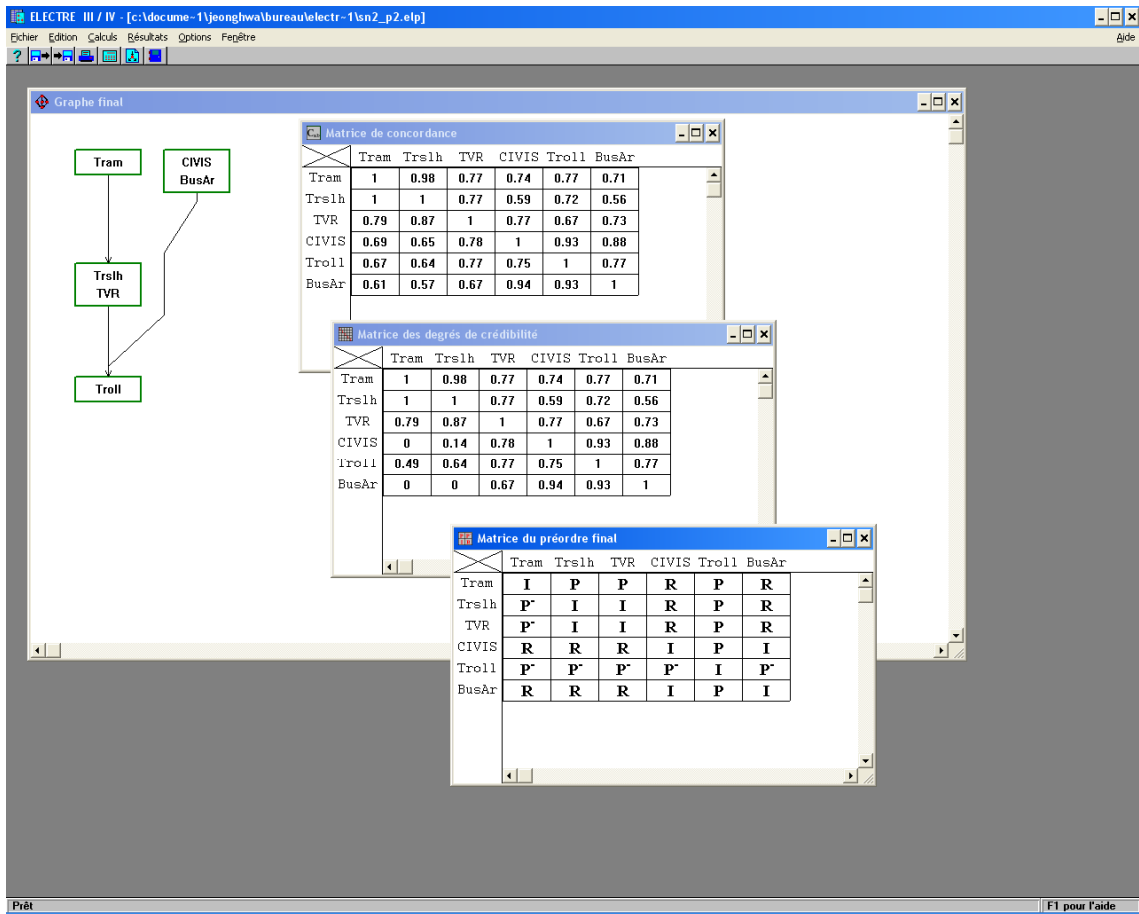 ELECTRE III / IV - [c:\docume~1\jeonghwa\bureau\electr~1\sn2_p2.elp]
Fichier Edition Calculs Résultats Options Fenêtre Aide
?
Graphe final
Tram
CIVIS
BusAr
Trslh
TVR
Troll
Matrice de concordance
Tram Trslh TVR CIVIS Troll BusAr
Tram 1 0.98 0.77 0.74 0.77 0.71
Trslh 1 1 0.77 0.59 0.72 0.56
TVR 0.79 0.87 1 0.77 0.67 0.73
CIVIS 0.69 0.65 0.78 1 0.93 0.88
Troll 0.67 0.64 0.77 0.75 1 0.77
BusAr 0.61 0.57 0.67 0.94 0.93 1
Matrice des degrés de crédibilité
Tram Trslh TVR CIVIS Troll BusAr
Tram 1 0.98 0.77 0.74 0.77 0.71
Trslh 1 1 0.77 0.59 0.72 0.56
TVR 0.79 0.87 1 0.77 0.67 0.73
CIVIS 0 0.14 0.78 1 0.93 0.88
Troll 0.49 0.64 0.77 0.75 1 0.77
BusAr 0 0 0.67 0.94 0.93 1
Matrice du préordre final
Tram Trslh TVR CIVIS Troll BusAr
Tram I P P R P R
Trslh P⁻ I I R P R
TVR P⁻ I I R P R
CIVIS R R R I P I
Troll P⁻ P⁻ P⁻ P⁻ I P⁻
BusAr R R R I P I
Prêt F1 pour l'aide